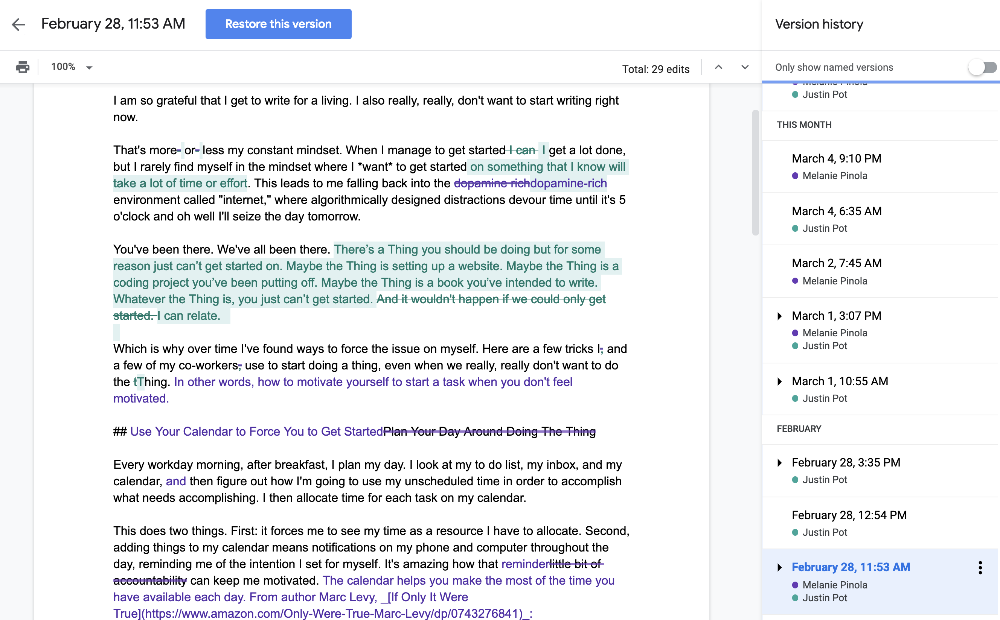 February 28, 11:53 AM
Restore this version
Version history
100%
Total: 29 edits
Only show named versions
I am so grateful that I get to write for a living. I also really, really, don't want to start writing right
now.
That's more- or- less my constant mindset. When I manage to get started I can I get a lot done,
but I rarely find myself in the mindset where I *want* to get started on something that I know will
take a lot of time or effort. This leads to me falling back into the dopamine richdopamine-rich
environment called "internet," where algorithmically designed distractions devour time until it's 5
o'clock and oh well I'll seize the day tomorrow.
You've been there. We've all been there. There’s a Thing you should be doing but for some
reason just can’t get started on. Maybe the Thing is setting up a website. Maybe the Thing is a
coding project you’ve been putting off. Maybe the Thing is a book you’ve intended to write.
Whatever the Thing is, you just can’t get started. And it wouldn't happen if we could only get
started. I can relate.
Which is why over time I've found ways to force the issue on myself. Here are a few tricks I, and
a few of my co-workers, use to start doing a thing, even when we really, really don't want to do
the tThing. In other words, how to motivate yourself to start a task when you don't feel
motivated.
## Use Your Calendar to Force You to Get StartedPlan Your Day Around Doing The Thing
Every workday morning, after breakfast, I plan my day. I look at my to do list, my inbox, and my
calendar, and then figure out how I'm going to use my unscheduled time in order to accomplish
what needs accomplishing. I then allocate time for each task on my calendar.
This does two things. First: it forces me to see my time as a resource I have to allocate. Second,
adding things to my calendar means notifications on my phone and computer throughout the
day, reminding me of the intention I set for myself. It's amazing how that reminderlittle bit of
accountability can keep me motivated. The calendar helps you make the most of the time you
have available each day. From author Marc Levy, _[If Only It Were
True](https://www.amazon.com/Only-Were-True-Marc-Levy/dp/0743276841)_:
Melanie Pinola
Justin Pot
THIS MONTH
March 4, 9:10 PM
Melanie Pinola
March 4, 6:35 AM
Justin Pot
March 2, 7:45 AM
Melanie Pinola
March 1, 3:07 PM
Melanie Pinola
Justin Pot
March 1, 10:55 AM
Justin Pot
FEBRUARY
February 28, 3:35 PM
Justin Pot
February 28, 12:54 PM
Justin Pot
February 28, 11:53 AM
Melanie Pinola
Justin Pot